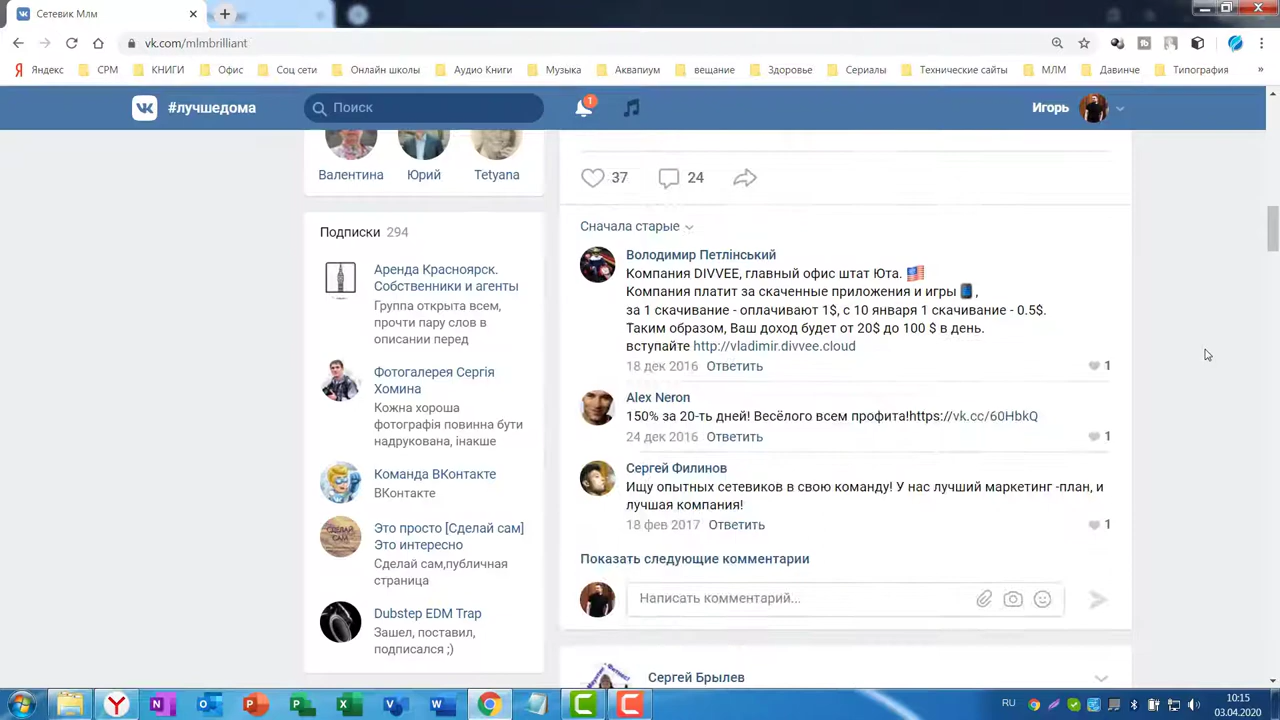 Сетевик Млм
vk.com/mlmbrilliant
Яндекс СРМ КНИГИ Офис Соц сети Онлайн школы Аудио Книги Музыка Аквапиум вещание Здоровье Сериалы Технические сайты МЛМ Давинче Типография »
#лучшедома
Поиск
1
Игорь
Валентина Юрий Tetyana
Подписки 294
Аренда Красноярск.
Собственники и агенты
Группа открыта всем,
прочти пару слов в
описании перед
Фотогалерея Сергія
Хомина
Кожна хороша
фотографія повинна бути
надрукована, інакше
Команда ВКонтакте
ВКонтакте
Это просто [Сделай сам]
Это интересно
Сделай сам,публичная
страница
Dubstep EDM Trap
Зашел, поставил,
подписался ;)
37 24
Сначала старые
Володимир Петлінський
Компания DIVVEE, главный офис штат Юта.
Компания платит за скаченные приложения и игры ,
за 1 скачивание - оплачивают 1$, с 10 января 1 скачивание - 0.5$.
Таким образом, Ваш доход будет от 20$ до 100 $ в день.
вступайте http://vladimir.divvee.cloud
18 дек 2016 Ответить 1
Alex Neron
150% за 20-ть дней! Весёлого всем профита!https://vk.cc/60HbkQ
24 дек 2016 Ответить 1
Сергей Филинов
Ищу опытных сетевиков в свою команду! У нас лучший маркетинг -план, и
лучшая компания!
18 фев 2017 Ответить 1
Показать следующие комментарии
Написать комментарий...
Сергей Брылев
RU
10:15
03.04.2020